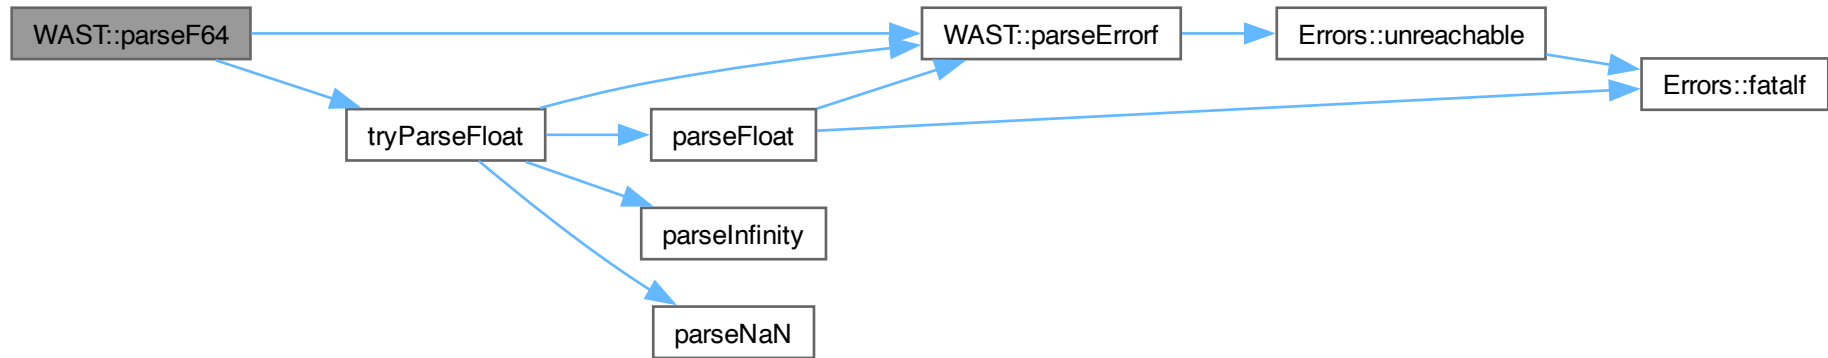 WAST::parseF64
WAST::parseErrorf
Errors::unreachable
Errors::fatalf
tryParseFloat
parseFloat
parseInfinity
parseNaN